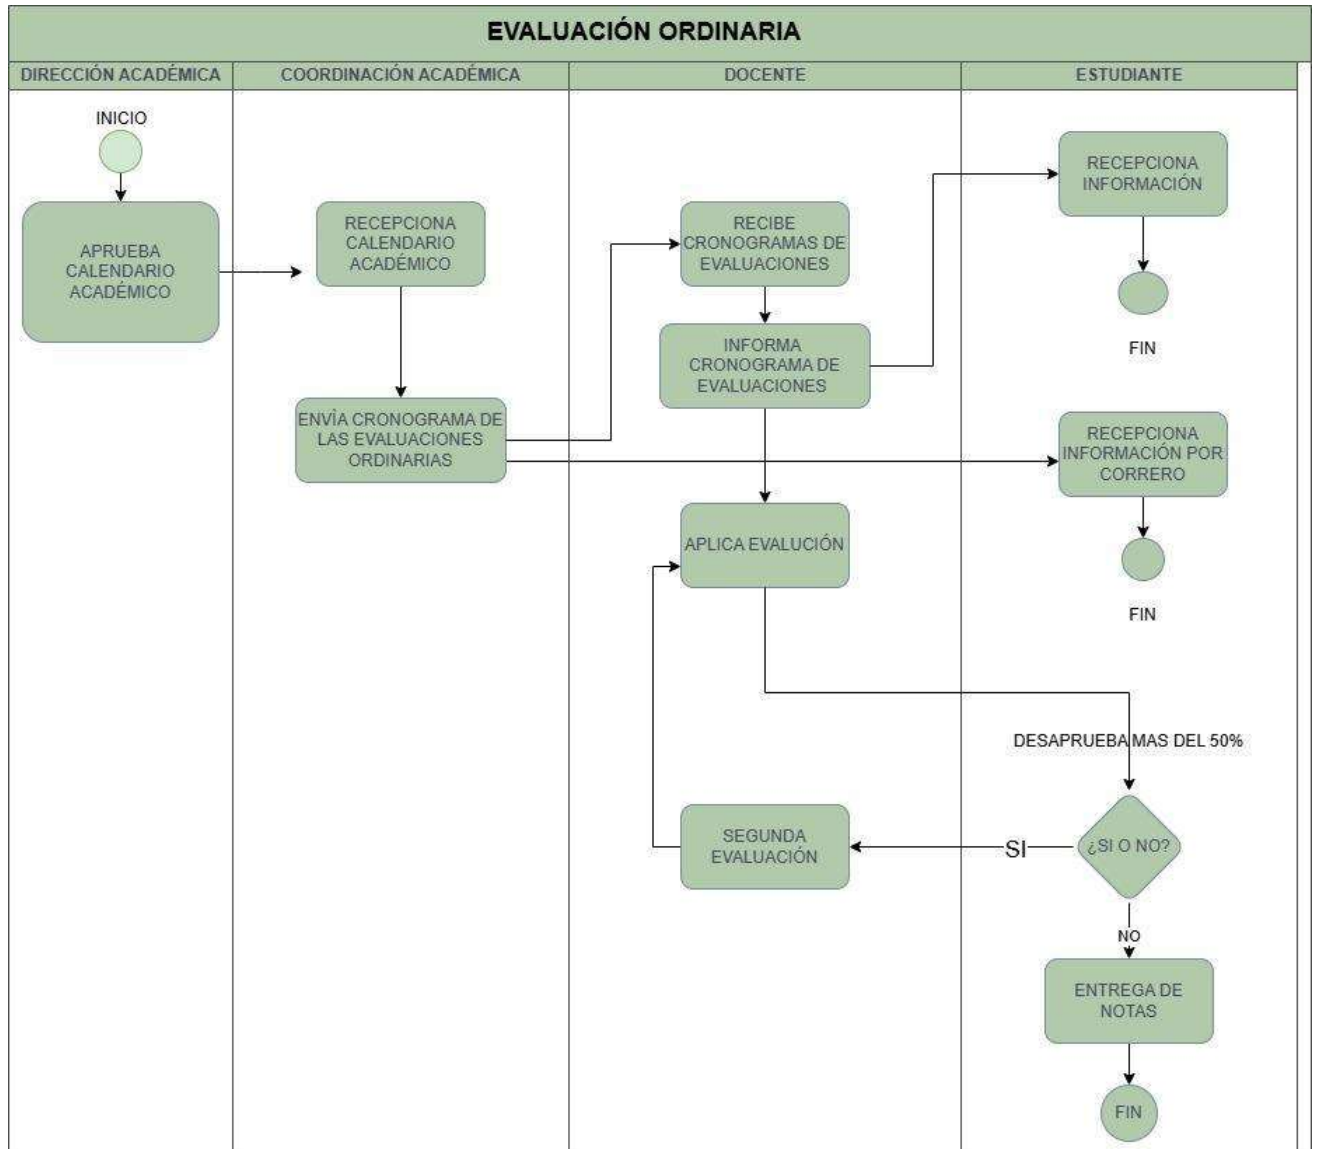 EVALUACIÓN ORDINARIA
DIRECCIÓN ACADÉMICA
COORDINACIÓN ACADÉMICA
DOCENTE
ESTUDIANTE
INICIO
APRUEBA
CALENDARIO
ACADÉMICO
RECEPCIONA
CALENDARIO
ACADÉMICO
ENVÌA CRONOGRAMA DE
LAS EVALUACIONES
ORDINARIAS
RECIBE
CRONOGRAMAS DE
EVALUACIONES
INFORMA
CRONOGRAMA DE
EVALUACIONES
RECEPCIONA
INFORMACIÓN
FIN
RECEPCIONA
INFORMACIÓN POR
CORRERO
FIN
APLICA EVALUCIÓN
DESAPRUEBA MAS DEL 50%
¿SI O NO?
SI
SEGUNDA
EVALUACIÓN
NO
ENTREGA DE
NOTAS
FIN